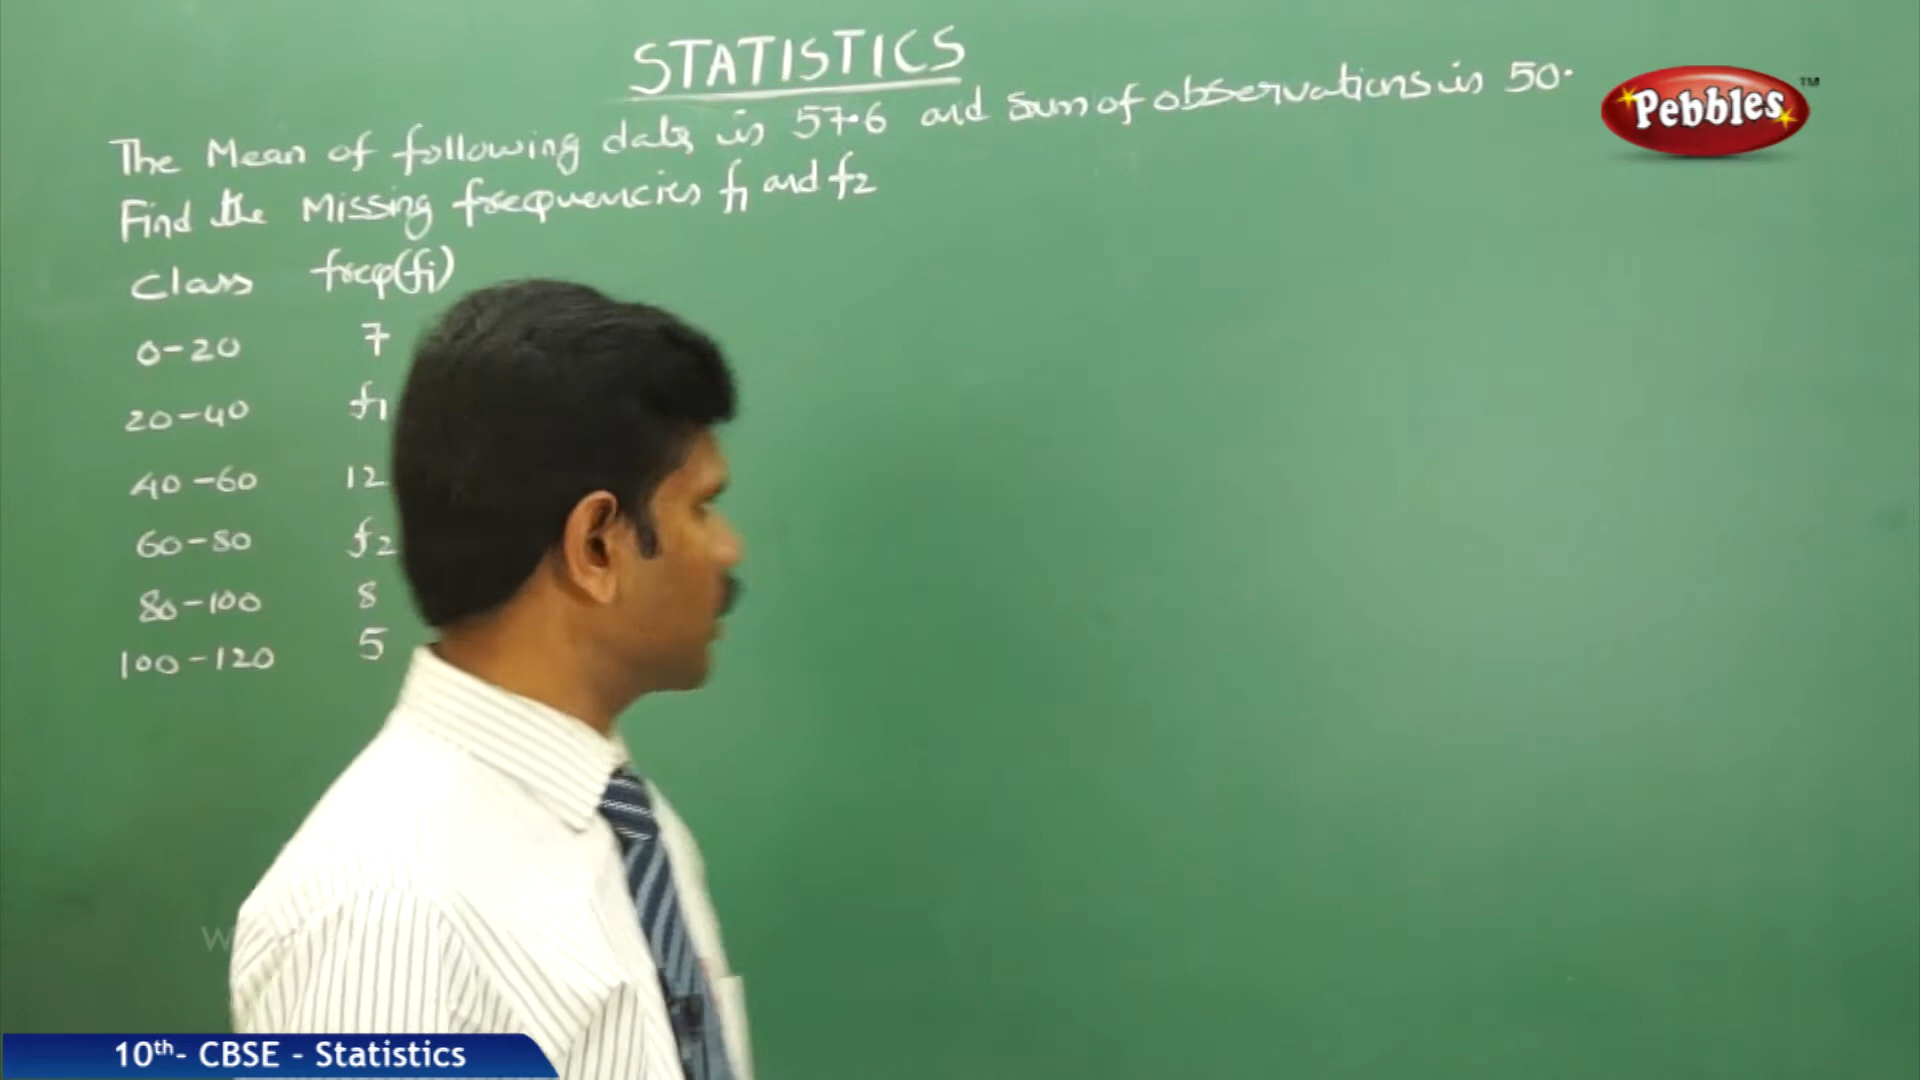 STATISTICS
The Mean of following data is 57.6 and sum of observations is 50.
Find the Missing frequencies f1 and f2
Class freq(fi)
0-20 7
20-40 f1
40-60 12
60-80 f2
80-100 8
100-120 5
Pebbles™
W
10th- CBSE - Statistics